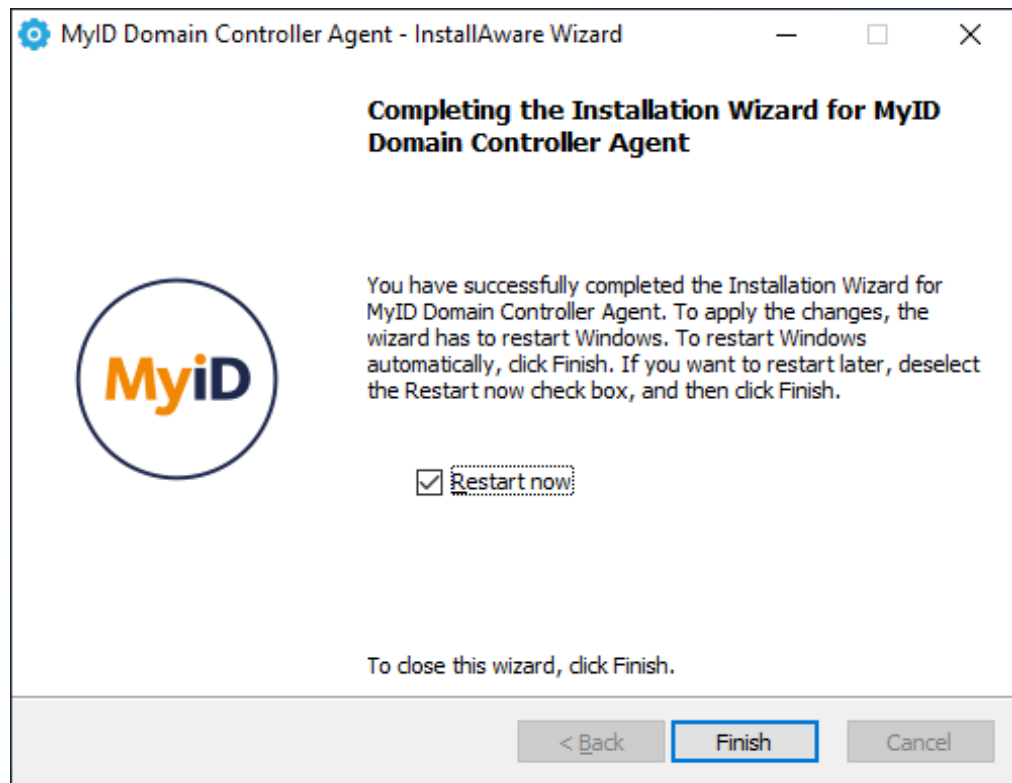 MyID Domain Controller Agent - InstallAware Wizard
Completing the Installation Wizard for MyID
Domain Controller Agent
You have successfully completed the Installation Wizard for
MyID Domain Controller Agent. To apply the changes, the
wizard has to restart Windows. To restart Windows
automatically, click Finish. If you want to restart later, deselect
the Restart now check box, and then click Finish.
MyiD
Restart now
To close this wizard, click Finish.
< Back Finish Cancel